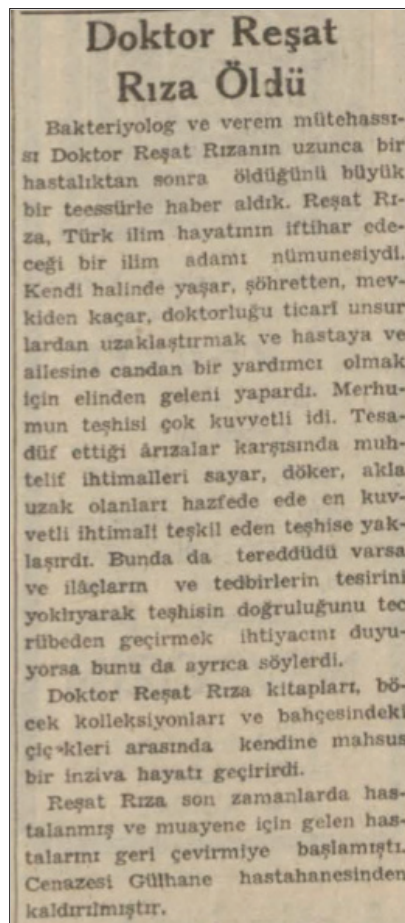 Doktor Reşat
Rıza Öldü
Bakteriyolog ve verem mütehassı-
sı Doktor Reşat Rızanın uzunca bir
hastalıktan sonra öldüğünü büyük
bir teessürle haber aldık. Reşat Rı-
za, Türk ilim hayatının iftihar ede-
ceği bir ilim adamı nümunesiydi.
Kendi halinde yaşar, şöhretten, mev-
kiden kaçar, doktorluğu ticarî unsur
lardan uzaklaştırmak ve hastaya ve
ailesine candan bir yardımcı olmak
için elinden geleni yapardı. Merhu-
mun teşhisi çok kuvvetli idi. Tesa-
düf ettiği ârızalar karşısında muh-
telif ihtimalleri sayar, döker, akla
uzak olanları hazfede ede en kuv-
vetli ihtimali teşkil eden teşhise yak-
laşırdı. Bunda da tereddüdü varsa
ve ilâçların ve tedbirlerin tesirini
yoklıyarak teşhisin doğruluğunu tec
rübeden geçirmek ihtiyacını duyu-
yorsa bunu da ayrıca söylerdi.
Doktor Reşat Rıza kitapları, bö-
cek kolleksiyonları ve bahçesindeki
çiçekleri arasında kendine mahsus
bir inziva hayatı geçirirdi.
Reşat Rıza son zamanlarda has-
talanmış ve muayene için gelen has-
talarını geri çevirmiye başlamıştı.
Cenazesi Gülhane hastahanesinden
kaldırılmıştır.